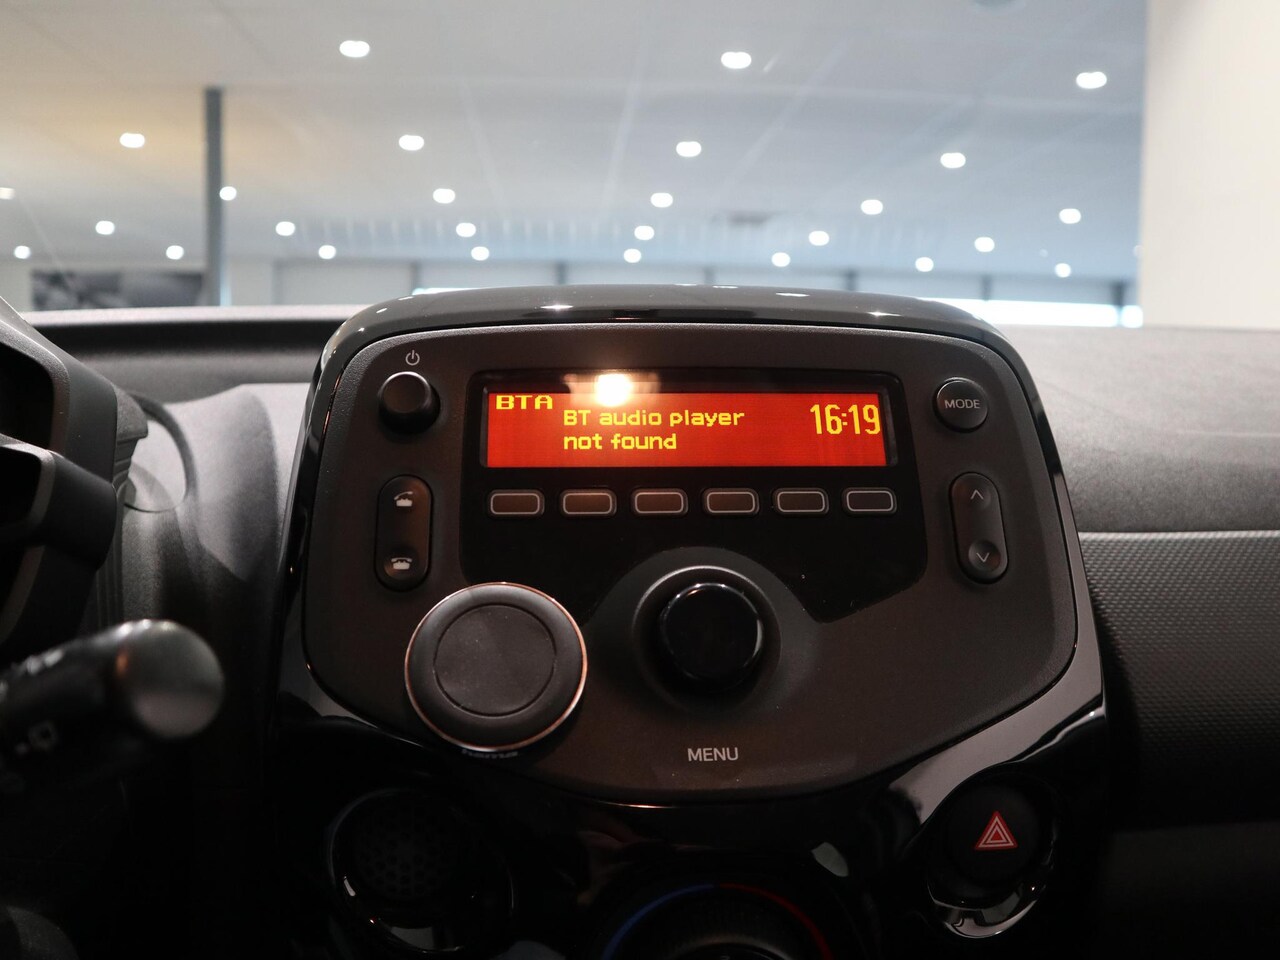 BTA
BT audio player
not found
16:19
MODE
MENU